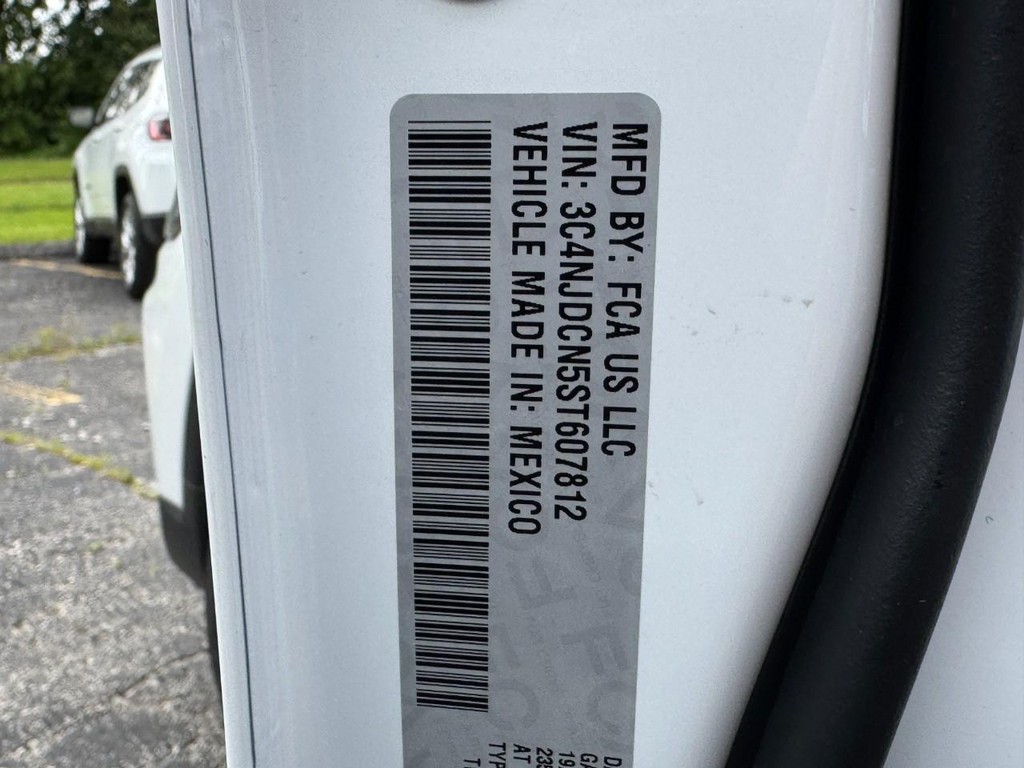 MFD BY: FCA US LLC
VIN: 3C4NJDCN5ST607812
VEHICLE MADE IN: MEXICO